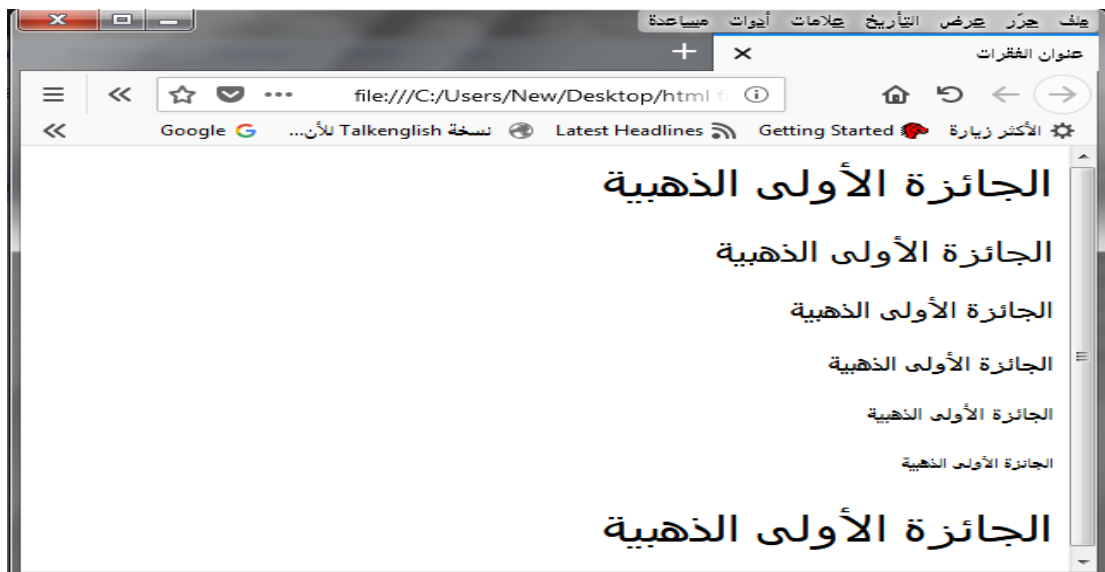 ملف حرّر عرض التأريخ علامات أدوات مساعدة
عنوان الفقرات
file:///C:/Users/New/Desktop/html f
الأكثر زيارة Getting Started Latest Headlines نسخة Talkenglish للأن... Google
الجائزة الأولى الذهبية
الجائزة الأولى الذهبية
الجائزة الأولى الذهبية
الجائزة الأولى الذهبية
الجائزة الأولى الذهبية
الجائزة الأولى الذهبية
الجائزة الأولى الذهبية